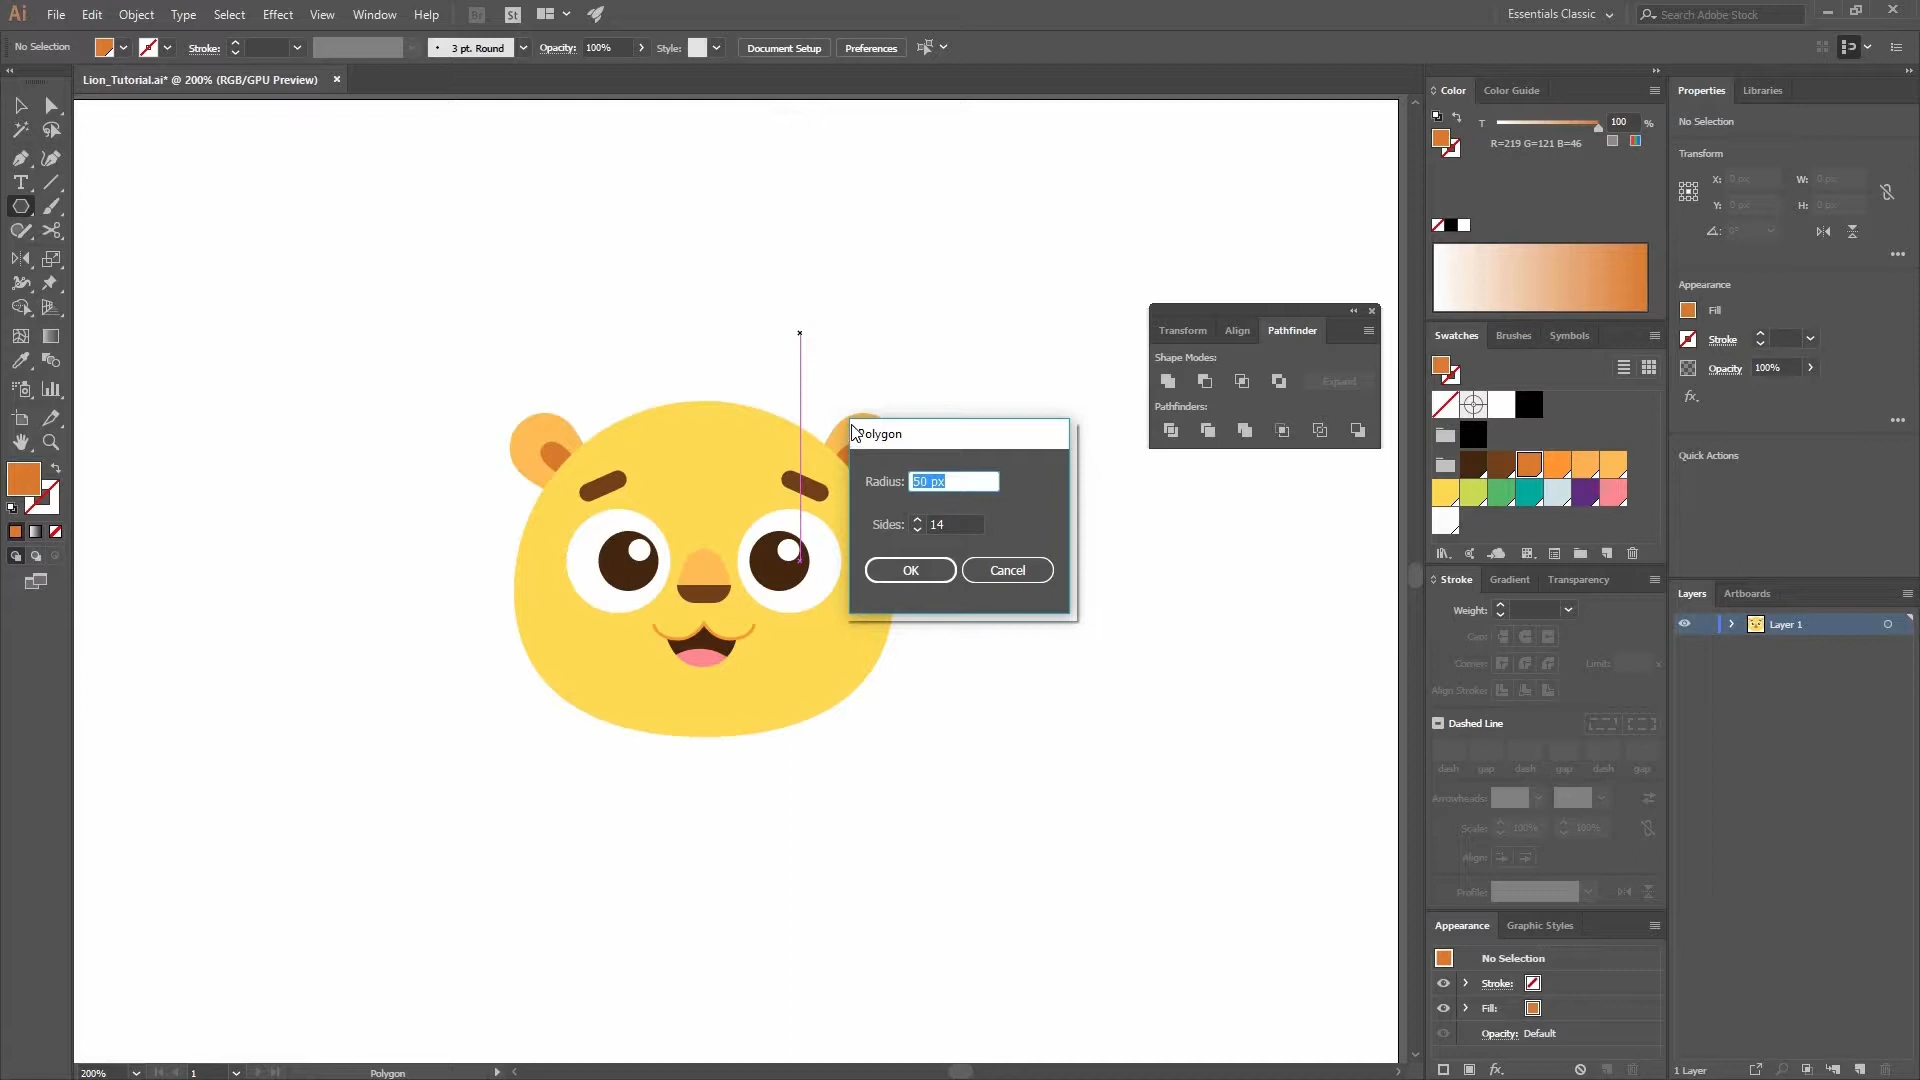 Ai File Edit Object Type Select Effect View Window Help Br St Essentials Classic Search Adobe Stock
No Selection Stroke: 3 pt. Round Opacity: 100% Style: Document Setup Preferences
Lion_Tutorial.ai* @ 200% (RGB/GPU Preview)
Color Color Guide
T 100 %
R=219 G=121 B=46
Properties Libraries
No Selection
Transform
X: 0 px W: 0 px
Y: 0 px H: 0 px
0°
Appearance
Fill
Stroke
Opacity 100%
fx.
Quick Actions
Transform Align Pathfinder
Shape Modes:
Expand
Pathfinders:
Polygon
Radius: 50 px
Sides: 14
OK Cancel
Swatches Brushes Symbols
Stroke Gradient Transparency
Weight:
Cap:
Corner: Limit: x
Align Stroke:
Dashed Line
dash gap dash gap dash gap
Arrowheads:
Scale: 100% 100%
Align:
Profile:
Appearance Graphic Styles
No Selection
Stroke:
Fill:
Opacity: Default
fx.
Layers Artboards
Layer 1
1 Layer
200% 1 Polygon